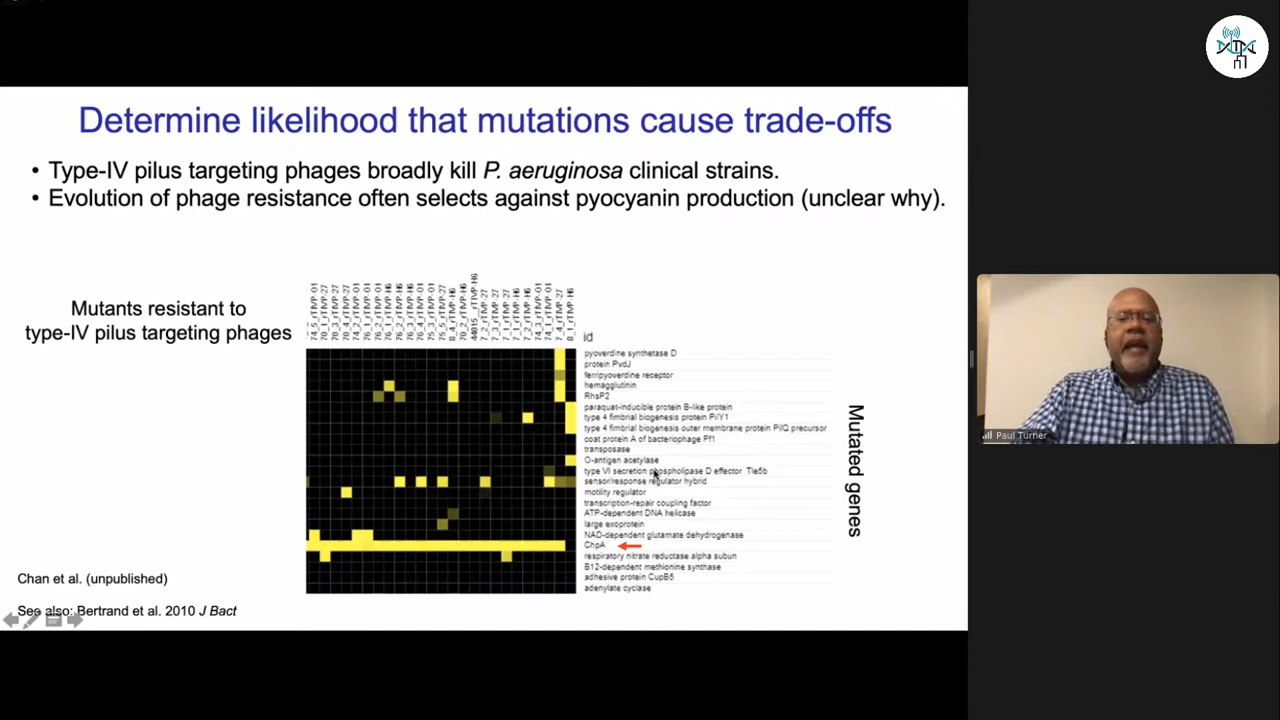 Determine likelihood that mutations cause trade-offs
• Type-IV pilus targeting phages broadly kill P. aeruginosa clinical strains.
• Evolution of phage resistance often selects against pyocyanin production (unclear why).
Mutants resistant to
type-IV pilus targeting phages
id
pyoverdine synthetase D
protein PvdJ
ferripyoverdine receptor
hemagglutinin
RhsP2
paraquat-inducible protein B-like protein
type 4 fimbrial biogenesis protein PilY1
type 4 fimbrial biogenesis outer membrane protein PilQ precursor
coat protein A of bacteriophage Pf1
transposase
O-antigen acetylase
type VI secretion phospholipase D effector Tle5b
sensor/response regulator hybrid
motility regulator
transcription-repair coupling factor
ATP-dependent DNA helicase
large exoprotein
NAD-dependent glutamate dehydrogenase
ChpA
respiratory nitrate reductase alpha subun
B12-dependent methionine synthase
adhesive protein CupB5
adenylate cyclase
Mutated genes
Chan et al. (unpublished)
See also: Bertrand et al. 2010 J Bact
Paul Turner